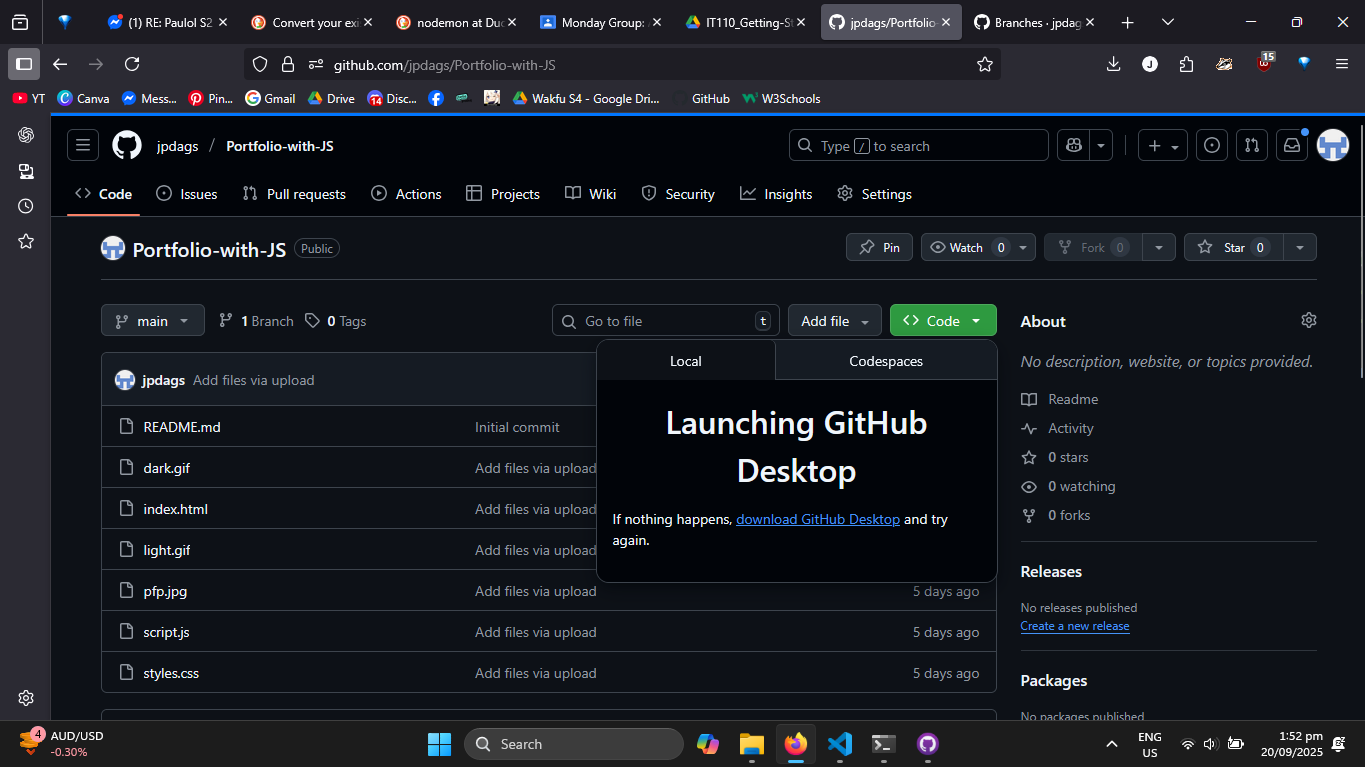 (1) RE: Paulol S2
Convert your exi
nodemon at Duc
Monday Group:
IT110_Getting-St
jpdags/Portfolio-
Branches · jpdag
github.com/jpdags/Portfolio-with-JS
15
YT
Canva
Mess...
Pin...
Gmail
Drive
14
Disc...
Wakfu S4 - Google Dri...
GitHub
W3Schools
jpdags / Portfolio-with-JS
Type / to search
Code
Issues
Pull requests
Actions
Projects
Wiki
Security
Insights
Settings
Portfolio-with-JS
Public
Pin
Watch 0
Fork 0
Star 0
main
1 Branch
0 Tags
Go to file
t
Add file
Code
Local
Codespaces
Launching GitHub
Desktop
If nothing happens, download GitHub Desktop and try
again.
jpdags Add files via upload
README.md Initial commit
dark.gif Add files via upload
index.html Add files via upload
light.gif Add files via upload
pfp.jpg Add files via upload 5 days ago
script.js Add files via upload 5 days ago
styles.css Add files via upload 5 days ago
About
No description, website, or topics provided.
Readme
Activity
0 stars
0 watching
0 forks
Releases
No releases published
Create a new release
Packages
No packages published
4
AUD/USD
-0.30%
Search
ENG
US
1:52 pm
20/09/2025